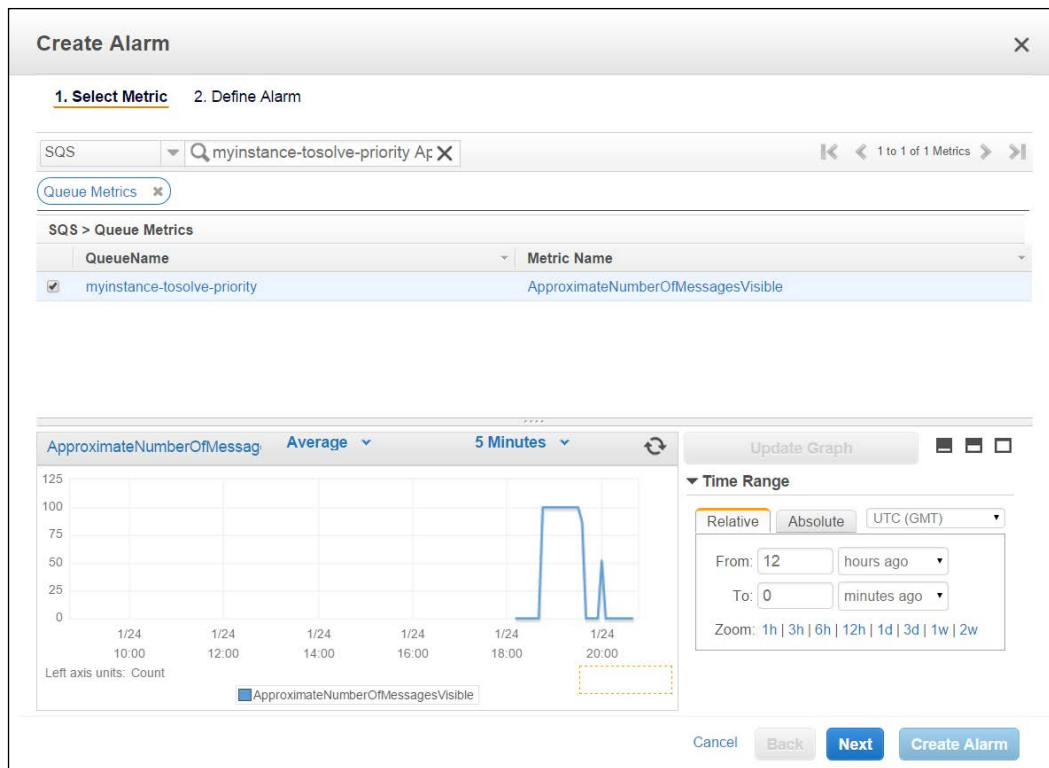 Create Alarm
1. Select Metric 2. Define Alarm
SQS myinstance-tosolve-priority Ap 1 to 1 of 1 Metrics
Queue Metrics
SQS > Queue Metrics
QueueName Metric Name
myinstance-tosolve-priority ApproximateNumberOfMessagesVisible
ApproximateNumberOfMessag Average 5 Minutes Update Graph
125
100
75
50
25
0
1/24 1/24 1/24 1/24 1/24 1/24
10:00 12:00 14:00 16:00 18:00 20:00
Left axis units: Count
ApproximateNumberOfMessagesVisible
Time Range
Relative Absolute UTC (GMT)
From: 12 hours ago
To: 0 minutes ago
Zoom: 1h | 3h | 6h | 12h | 1d | 3d | 1w | 2w
Cancel Back Next Create Alarm